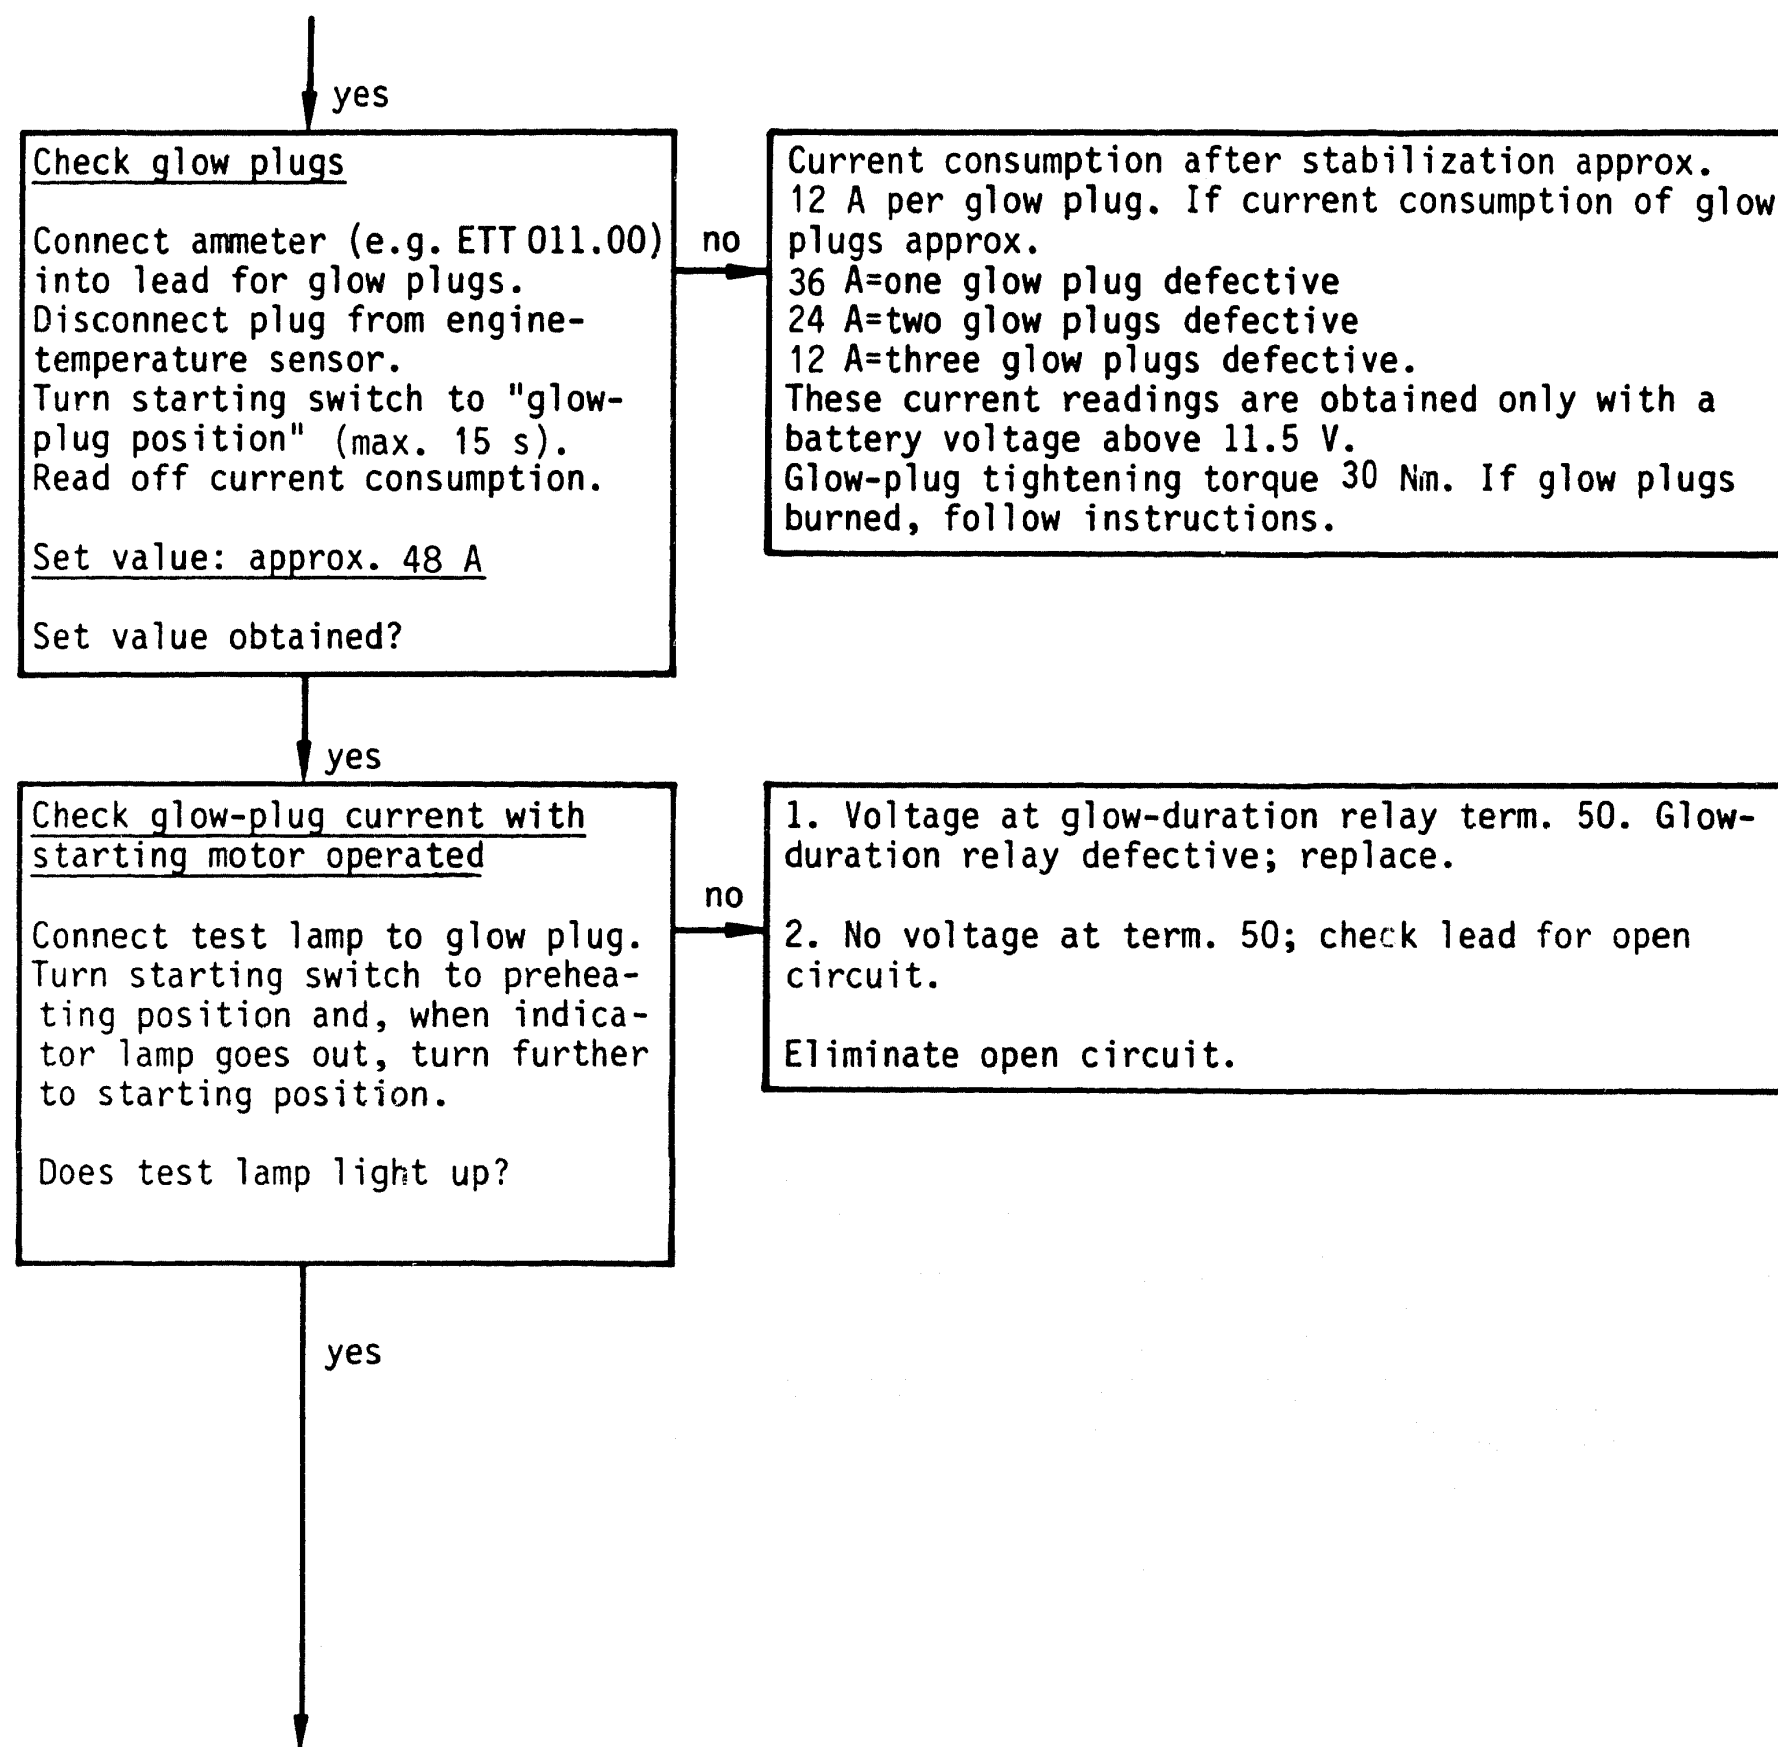 yes
Check glow plugs
Connect ammeter (e.g. ETT 011.00)
into lead for glow plugs.
Disconnect plug from engine-
temperature sensor.
Turn starting switch to "glow-
plug position" (max. 15 s).
Read off current consumption.
Set value: approx. 48 A
Set value obtained?
no
Current consumption after stabilization approx.
12 A per glow plug. If current consumption of glow
plugs approx.
36 A=one glow plug defective
24 A=two glow plugs defective
12 A=three glow plugs defective.
These current readings are obtained only with a
battery voltage above 11.5 V.
Glow-plug tightening torque 30 Nm. If glow plugs
burned, follow instructions.
yes
Check glow-plug current with
starting motor operated
Connect test lamp to glow plug.
Turn starting switch to prehea-
ting position and, when indica-
tor lamp goes out, turn further
to starting position.
Does test lamp light up?
no
1. Voltage at glow-duration relay term. 50. Glow-
duration relay defective; replace.
2. No voltage at term. 50; check lead for open
circuit.
Eliminate open circuit.
yes